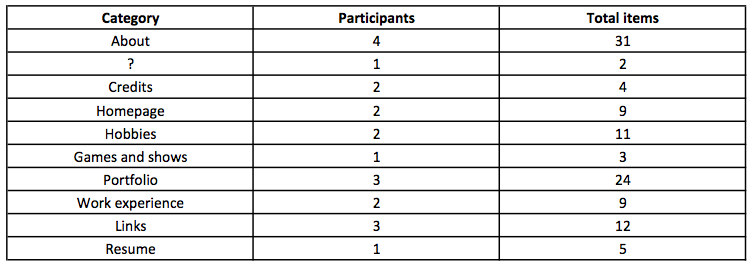 Category Participants Total items
About 4 31
? 1 2
Credits 2 4
Homepage 2 9
Hobbies 2 11
Games and shows 1 3
Portfolio 3 24
Work experience 2 9
Links 3 12
Resume 1 5